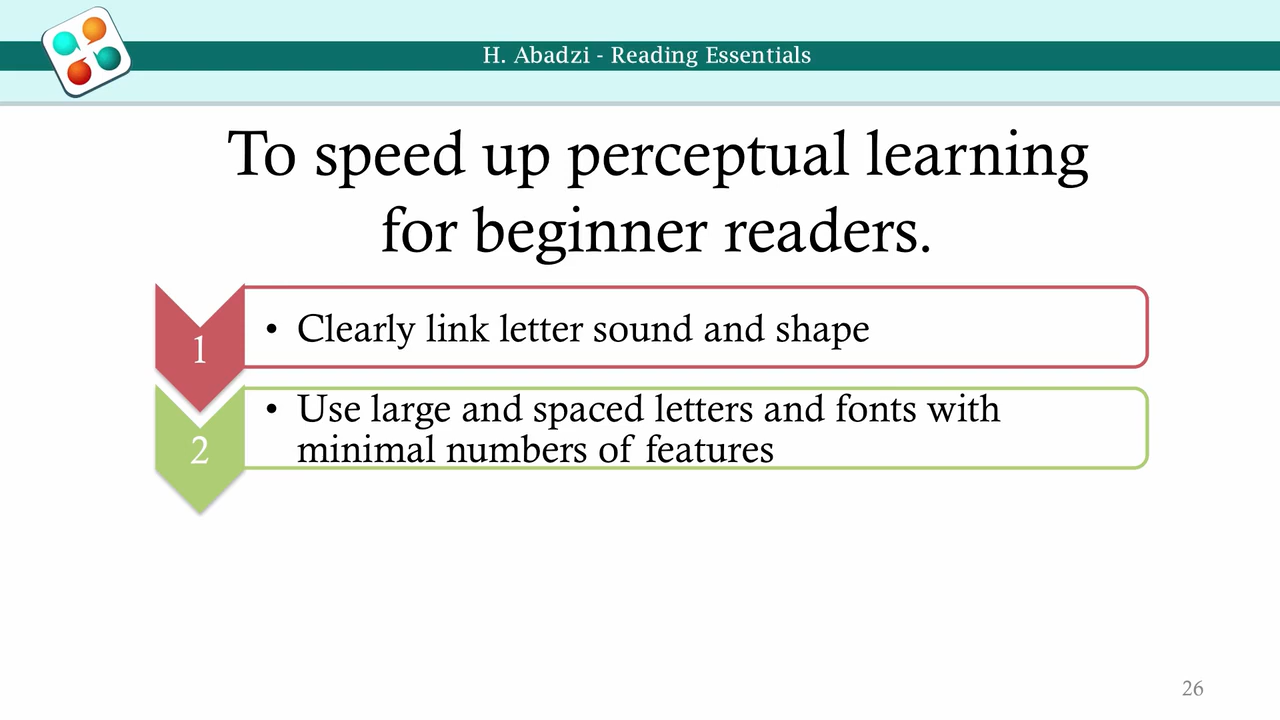 H. Abadzi - Reading Essentials
To speed up perceptual learning
for beginner readers.
1
• Clearly link letter sound and shape
2
• Use large and spaced letters and fonts with
minimal numbers of features
26